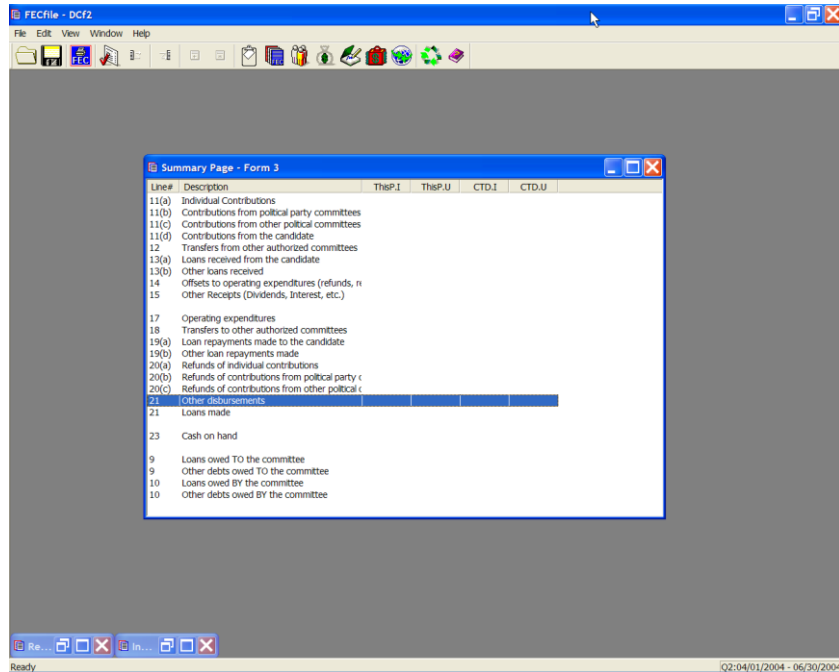 FECfile - DCf2
File Edit View Window Help
FEC
Summary Page - Form 3
Line# Description ThisP.I ThisP.U CTD.I CTD.U
11(a) Individual Contributions
11(b) Contributions from political party committees
11(c) Contributions from other political committees
11(d) Contributions from the candidate
12 Transfers from other authorized committees
13(a) Loans received from the candidate
13(b) Other loans received
14 Offsets to operating expenditures (refunds, re
15 Other Receipts (Dividends, Interest, etc.)
17 Operating expenditures
18 Transfers to other authorized committees
19(a) Loan repayments made to the candidate
19(b) Other loan repayments made
20(a) Refunds of individual contributions
20(b) Refunds of contributions from political party c
20(c) Refunds of contributions from other political c
21 Other disbursements
21 Loans made
23 Cash on hand
9 Loans owed TO the committee
9 Other debts owed TO the committee
10 Loans owed BY the committee
10 Other debts owed BY the committee
Re... In...
Ready Q2:04/01/2004 - 06/30/200